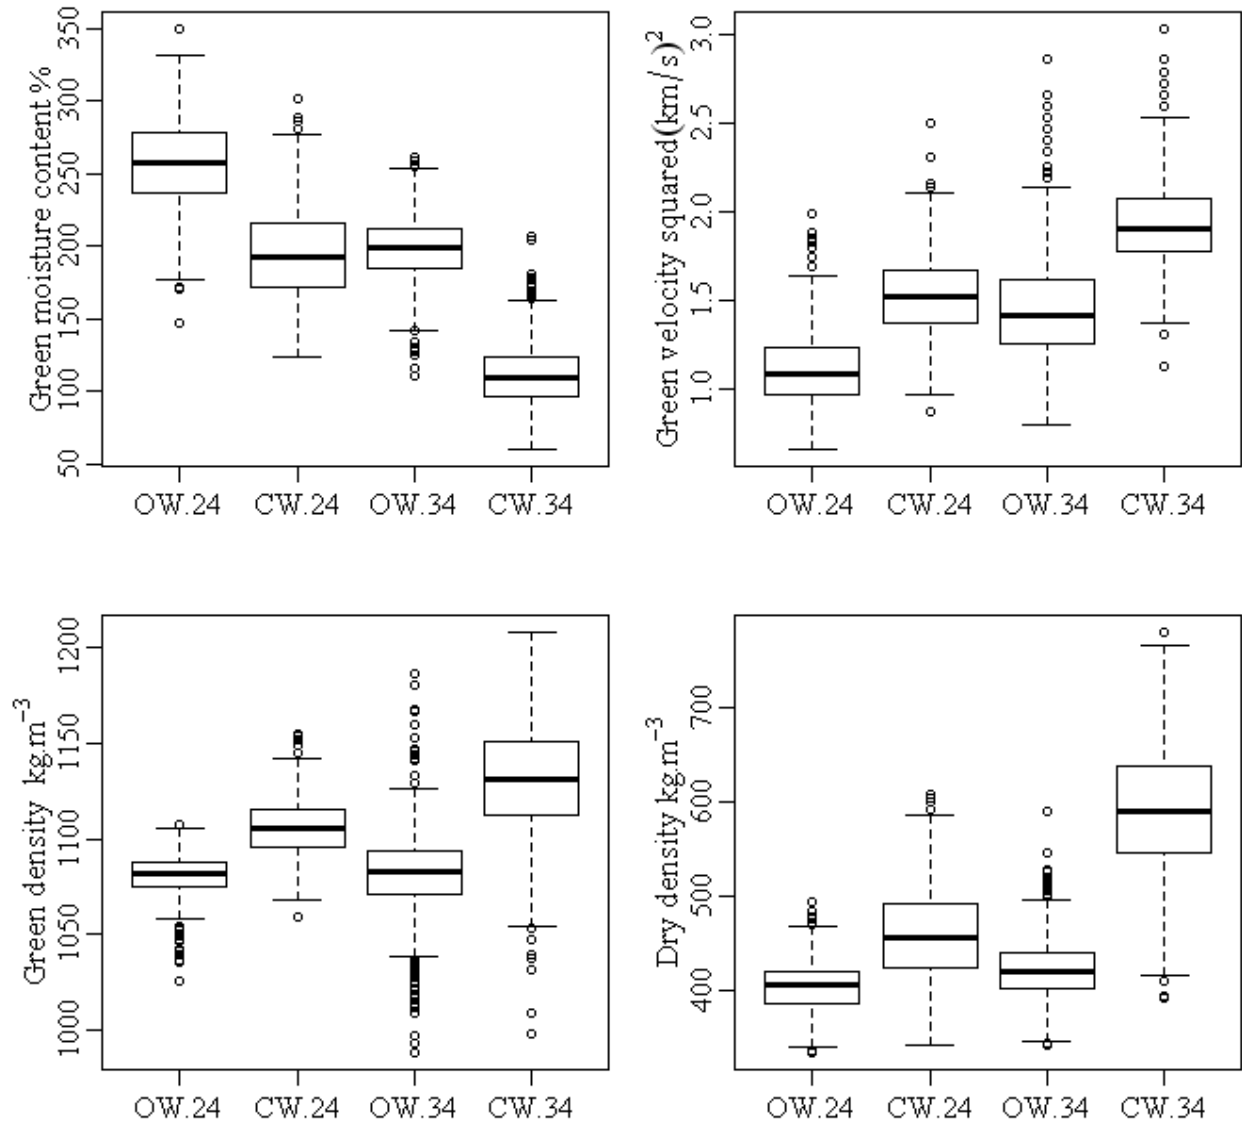 Green moisture content %
350
300
250
200
150
100
50
OW.24 CW.24 OW.34 CW.34
Green velocity squared(km/s)²
3.0
2.5
2.0
1.5
1.0
OW.24 CW.24 OW.34 CW.34
Green density kg.m⁻³
1200
1150
1100
1050
1000
OW.24 CW.24 OW.34 CW.34
Dry density kg.m⁻³
700
600
500
400
OW.24 CW.24 OW.34 CW.34